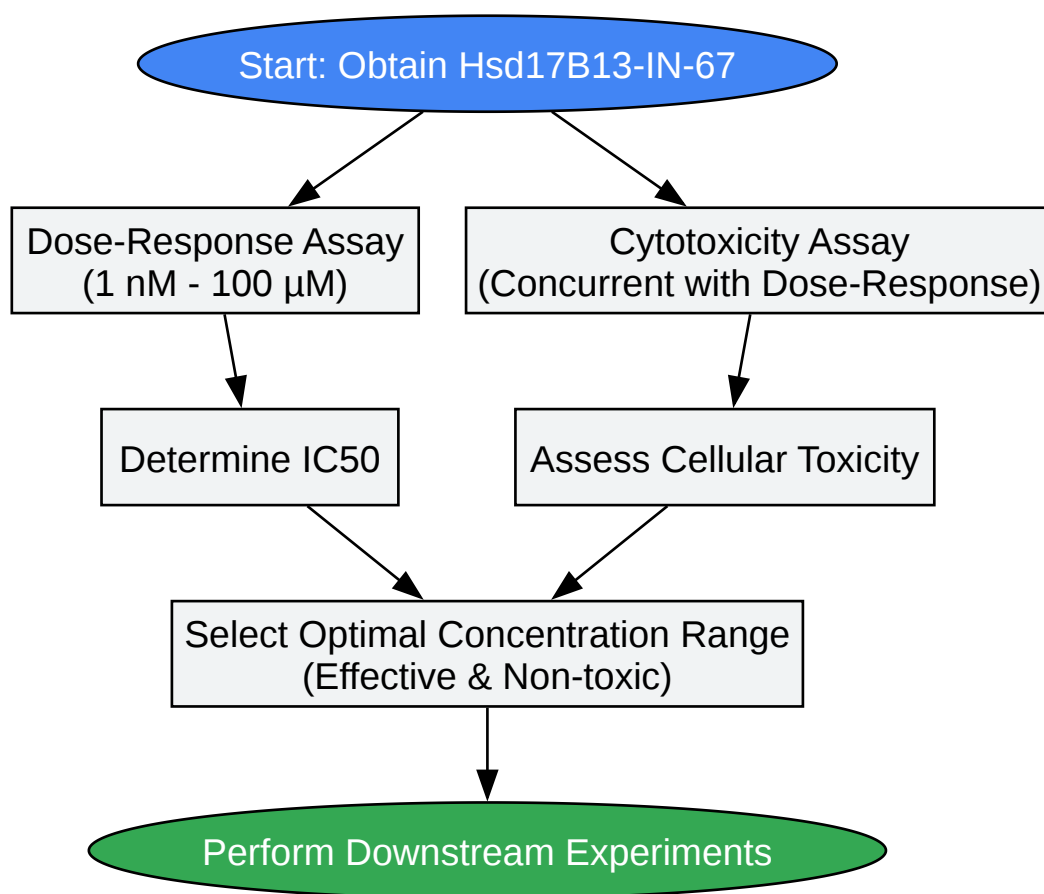 Start: Obtain Hsd17B13-IN-67
Dose-Response Assay
(1 nM - 100 µM)
Cytotoxicity Assay
(Concurrent with Dose-Response)
Determine IC50
Assess Cellular Toxicity
Select Optimal Concentration Range
(Effective & Non-toxic)
Perform Downstream Experiments